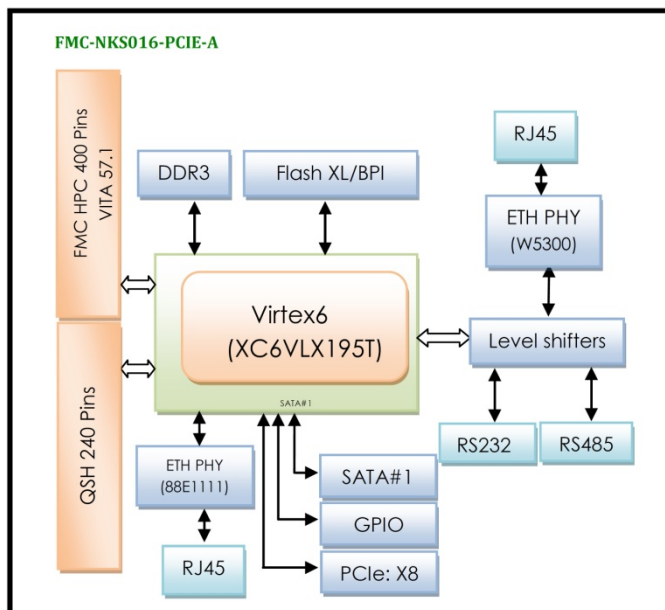 FMC-NKS016-PCIE-A
FMC HPC 400 Pins
VITA 57.1
QSH 240 Pins
DDR3
Flash XL/BPI
RJ45
ETH PHY
(W5300)
Virtex6
(XC6VLX195T)
SATA#1
Level shifters
RS232
RS485
ETH PHY
(88E1111)
RJ45
SATA#1
GPIO
PCIe: X8